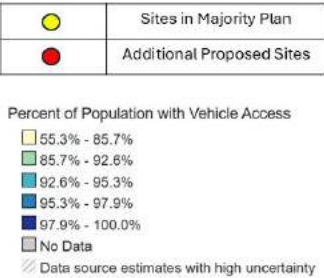 Sites in Majority Plan
Additional Proposed Sites
Percent of Population with Vehicle Access
55.3% - 85.7%
85.7% - 92.6%
92.6% - 95.3%
95.3% - 97.9%
97.9% - 100.0%
No Data
Data source estimates with high uncertainty